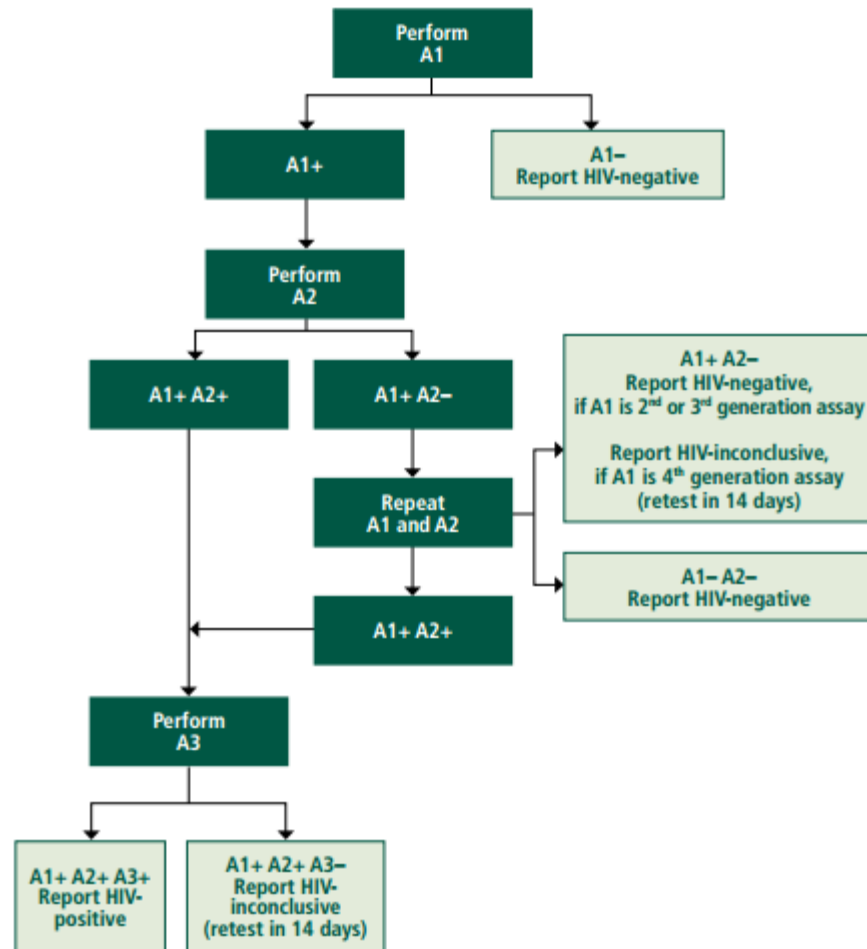 Perform
A1
A1+
A1–
Report HIV-negative
Perform
A2
A1+ A2+
A1+ A2–
A1+ A2–
Report HIV-negative,
if A1 is 2nd or 3rd generation assay
Report HIV-inconclusive,
if A1 is 4th generation assay
(retest in 14 days)
Repeat
A1 and A2
A1– A2–
Report HIV-negative
A1+ A2+
Perform
A3
A1+ A2+ A3+
Report HIV-
positive
A1+ A2+ A3–
Report HIV-
inconclusive
(retest in 14 days)